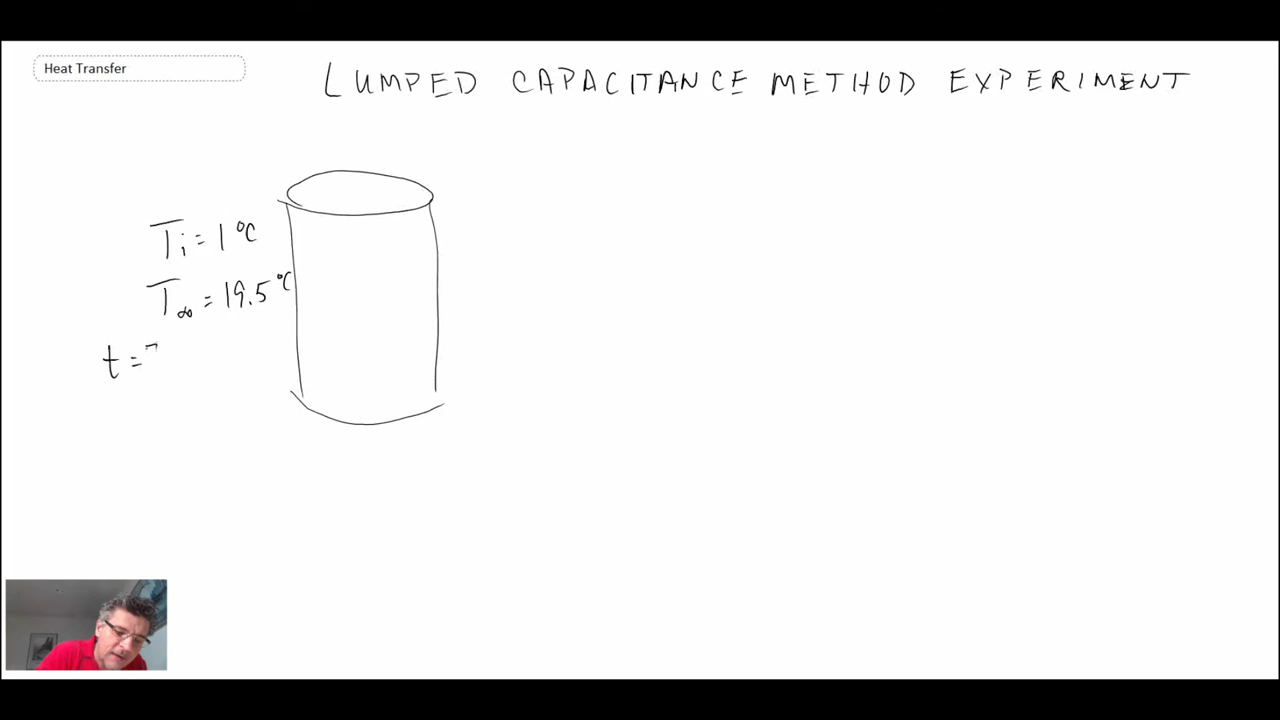 Heat Transfer
LUMPED CAPACITANCE METHOD EXPERIMENT
Ti = 1 °C
T∞ = 19.5 °C
t =